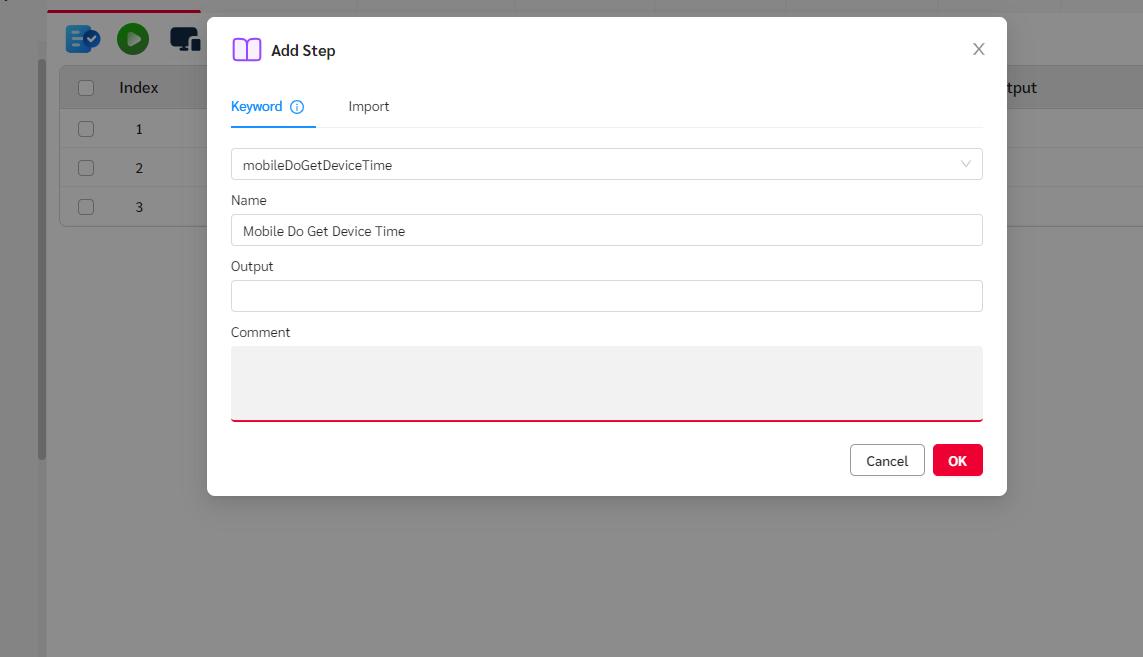 Add Step
Keyword
Import
Index
tput
1
2
3
mobileDoGetDeviceTime
Name
Mobile Do Get Device Time
Output
Comment
Cancel
OK